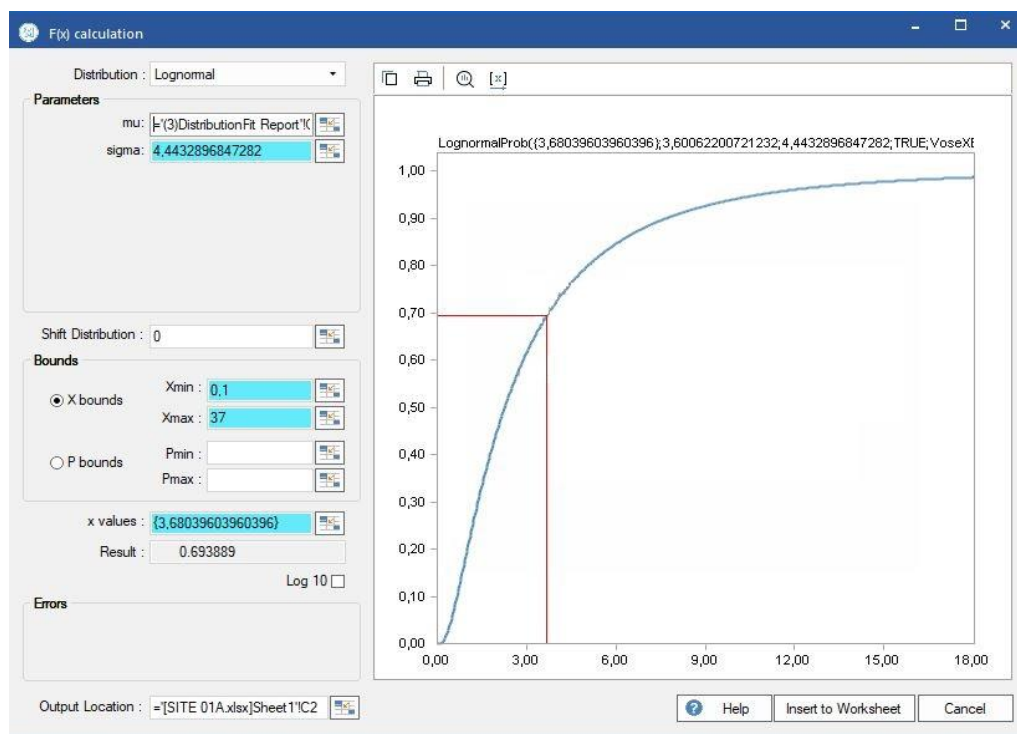 F(x) calculation
Distribution : Lognormal
Parameters
mu: ='(3)DistributionFit Report'!(
sigma: 4,4432896847282
Shift Distribution : 0
Bounds
X bounds
Xmin : 0,1
Xmax : 37
P bounds
Pmin :
Pmax :
x values : {3,68039603960396}
Result : 0.693889
Log 10
Errors
Output Location : ='[SITE 01A.xlsx]Sheet1'!C2
[x]
LognormalProb({3,68039603960396};3,60062200721232;4,4432896847282;TRUE;VoseXE
1,00
0,90
0,80
0,70
0,60
0,50
0,40
0,30
0,20
0,10
0,00
0,00 3,00 6,00 9,00 12,00 15,00 18,00
Help Insert to Worksheet Cancel